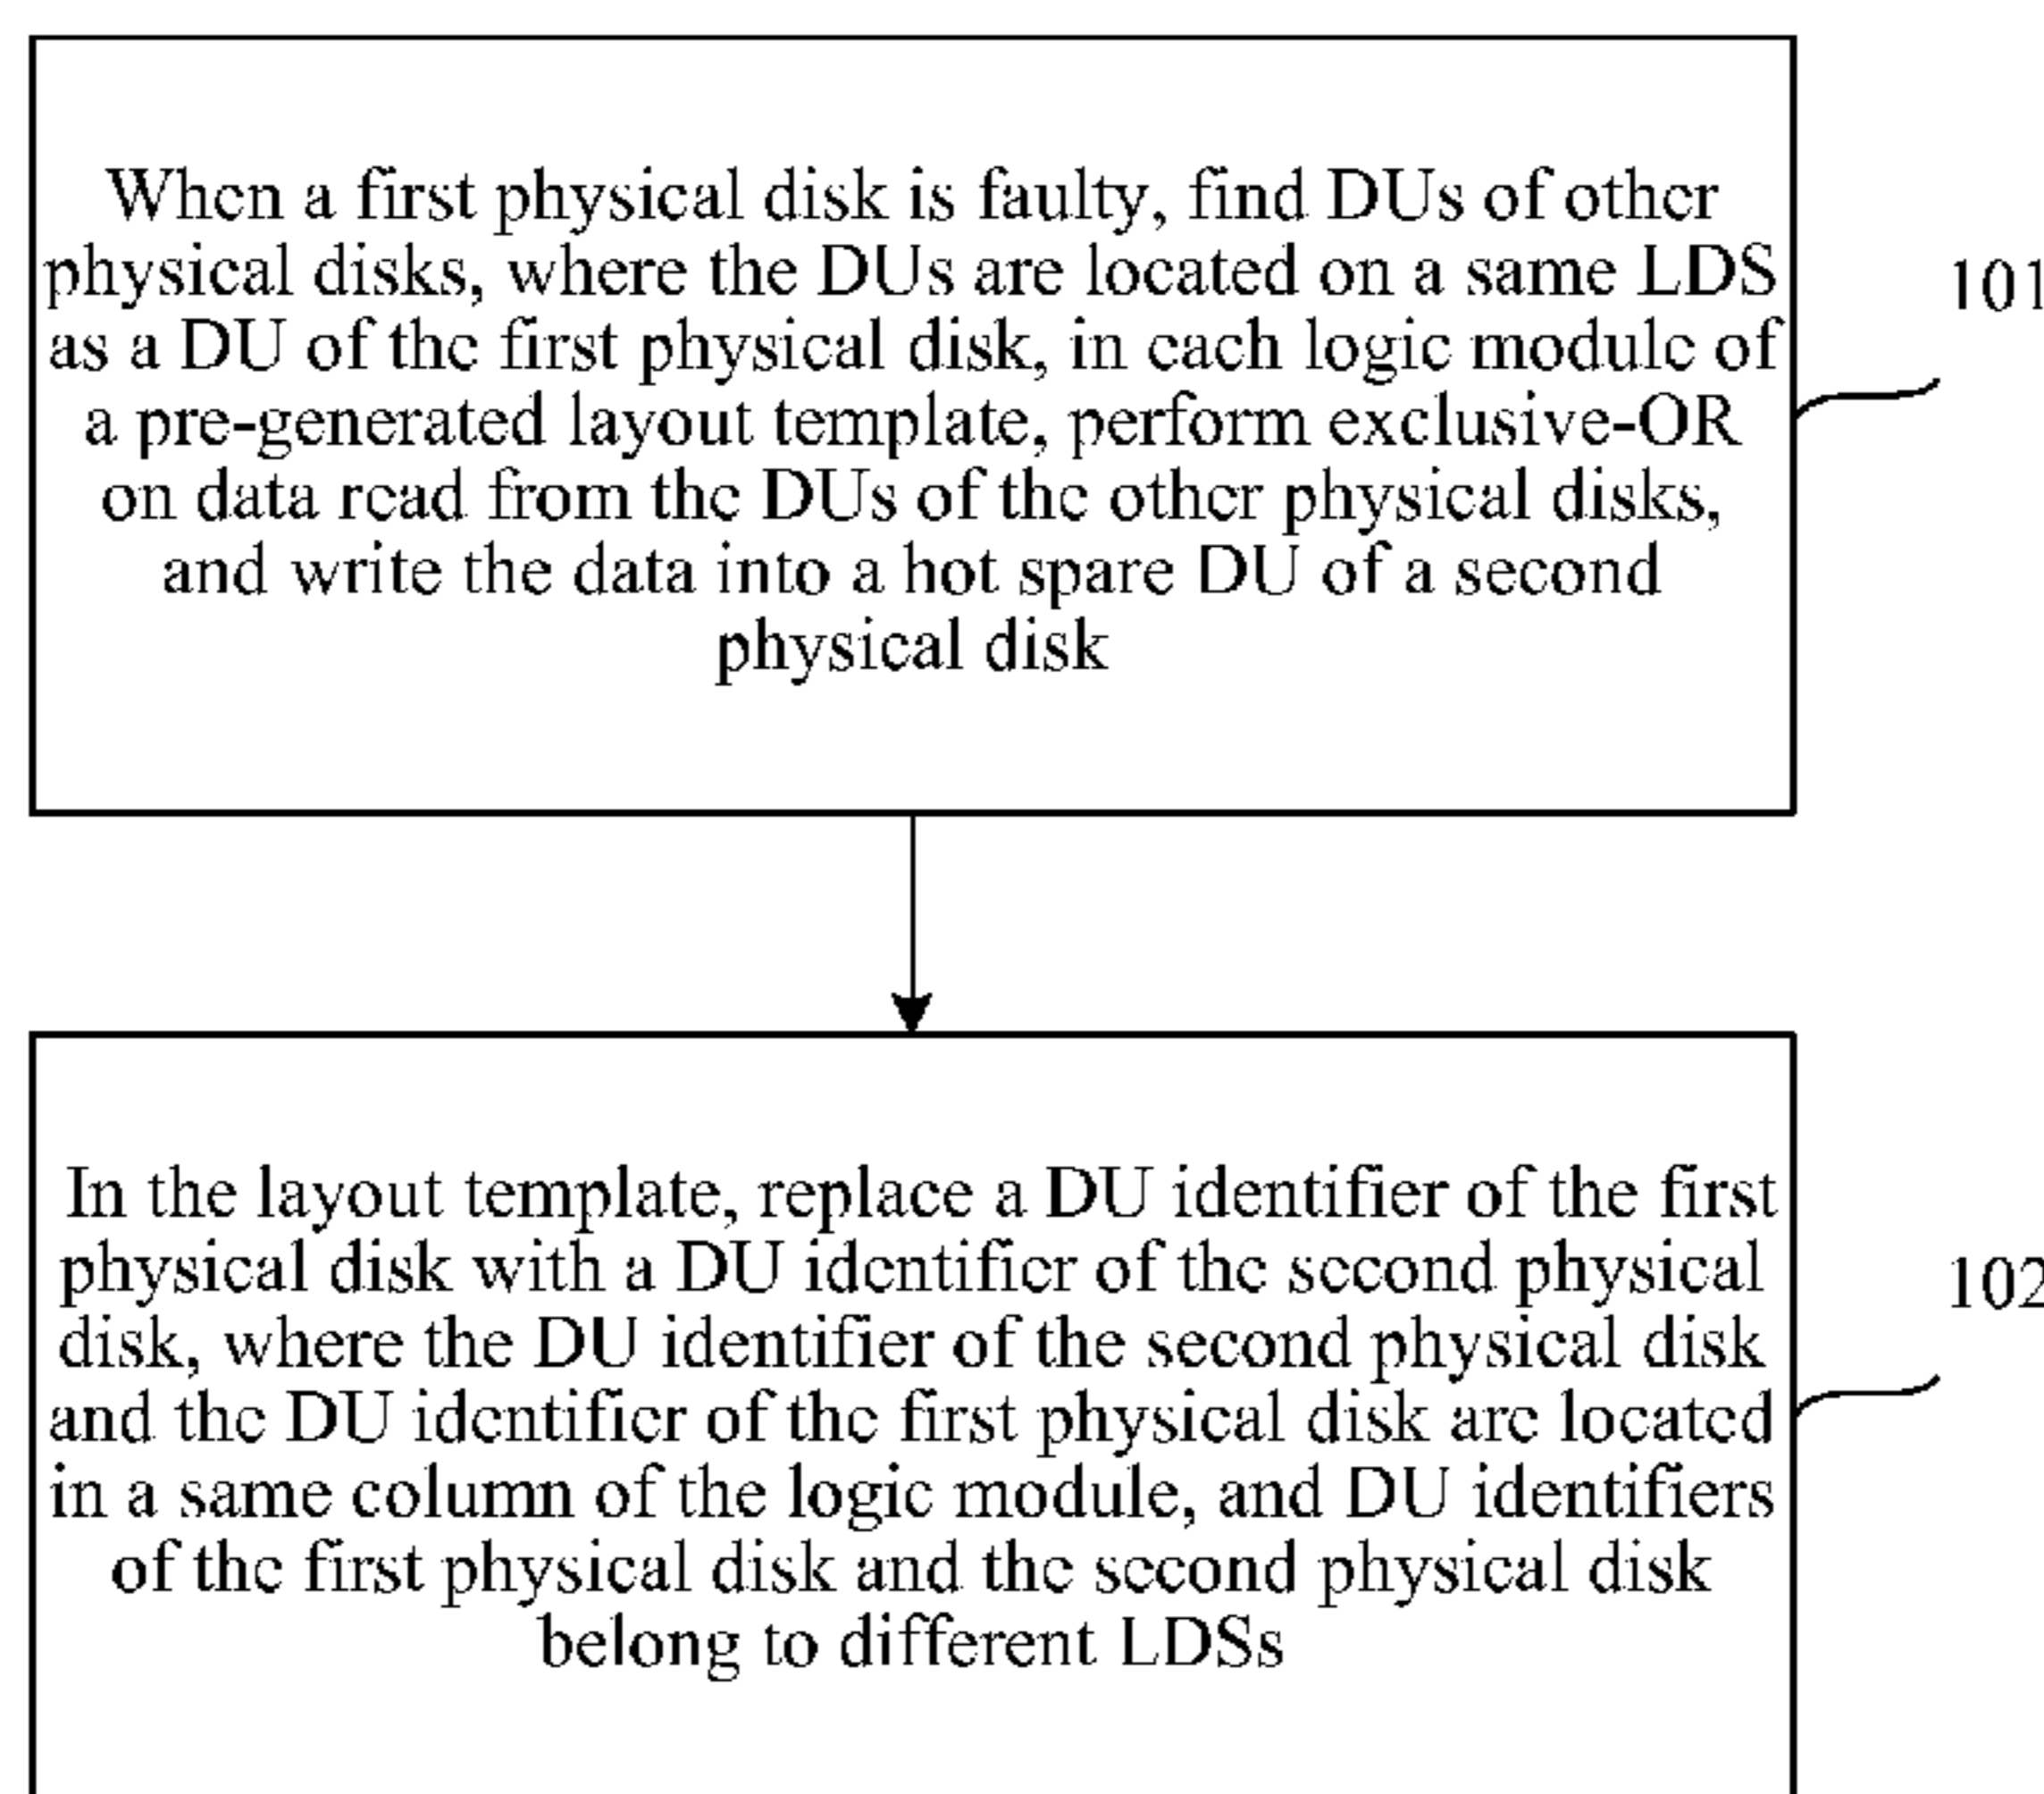 When a first physical disk is faulty, find DUs of other
physical disks, where the DUs are located on a same LDS
as a DU of the first physical disk, in each logic module of
a pre-generated layout template, perform exclusive-OR
on data read from the DUs of the other physical disks,
and write the data into a hot spare DU of a second
physical disk
101
In the layout template, replace a DU identifier of the first
physical disk with a DU identifier of the second physical
disk, where the DU identifier of the second physical disk
and the DU identifier of the first physical disk are located
in a same column of the logic module, and DU identifiers
of the first physical disk and the second physical disk
belong to different LDSs
102